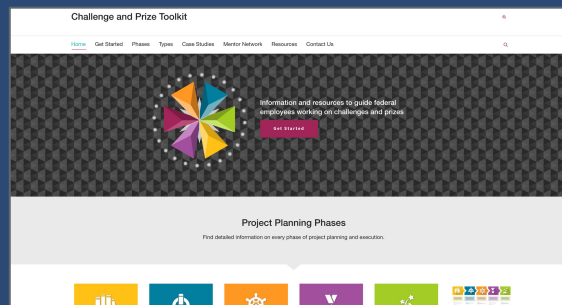 Challenge and Prize Toolkit
Home Get Started Phases Types Case Studies Mentor Network Resources Contact Us
Information and resources to guide federal
employees working on challenges and prizes
Get Started
Project Planning Phases
Find detailed information on every phase of project planning and execution.